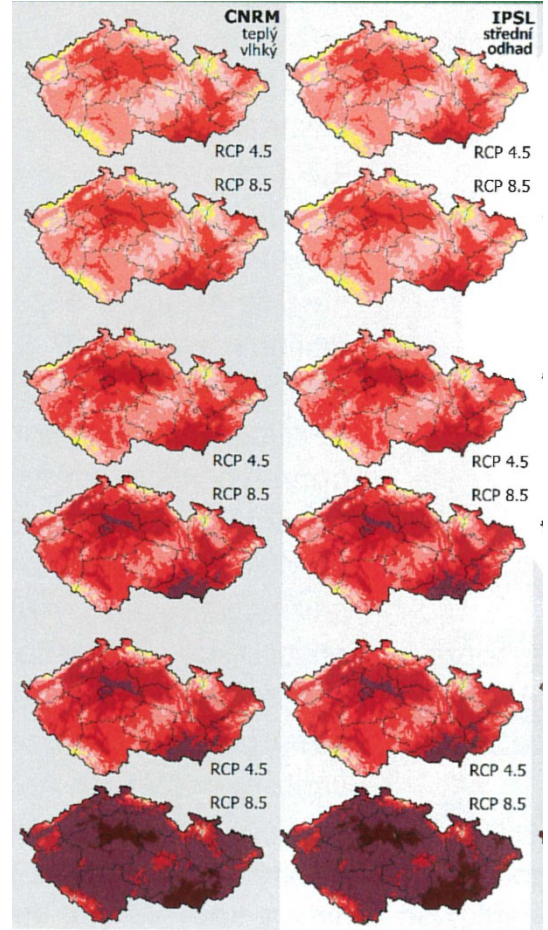 CNRM
teplý
vlhký
IPSL
střední
odhad
RCP 4.5
RCP 4.5
RCP 8.5
RCP 8.5
RCP 4.5
RCP 4.5
RCP 8.5
RCP 8.5
RCP 4.5
RCP 4.5
RCP 8.5
RCP 8.5